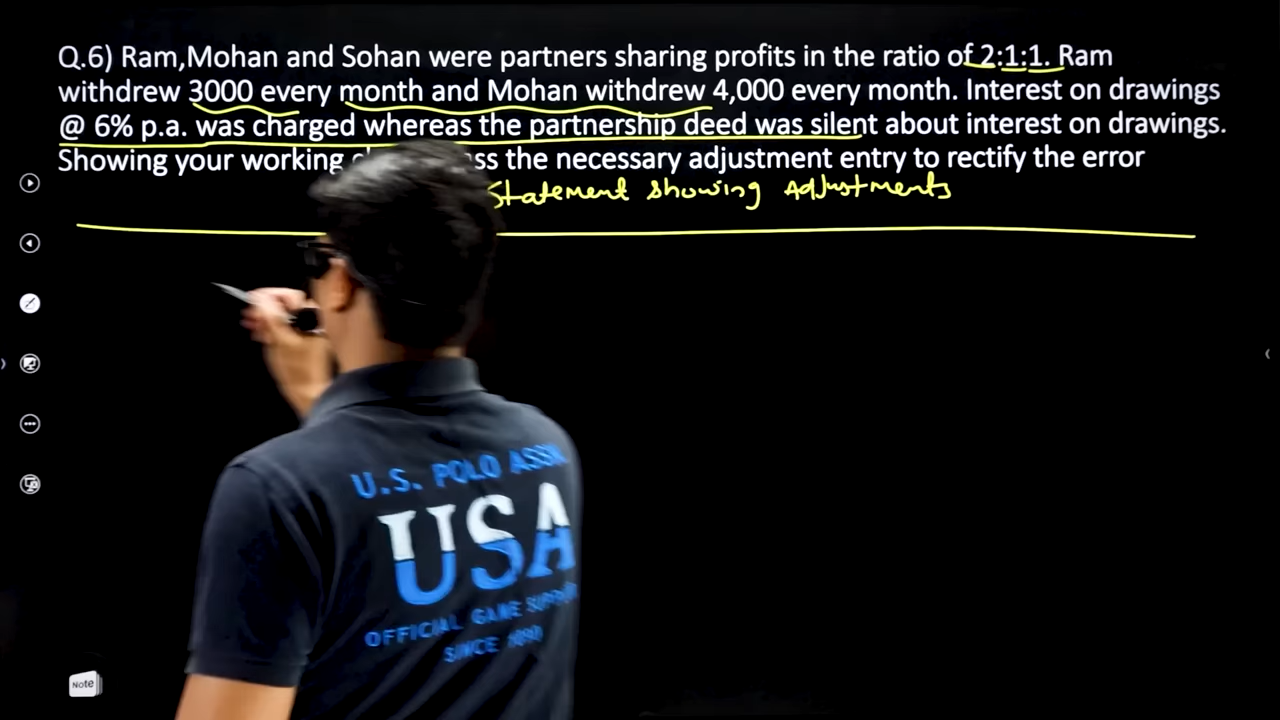 Q.6) Ram,Mohan and Sohan were partners sharing profits in the ratio of 2:1:1. Ram
withdrew 3000 every month and Mohan withdrew 4,000 every month. Interest on drawings
@ 6% p.a. was charged whereas the partnership deed was silent about interest on drawings.
Showing your working the necessary adjustment entry to rectify the error
Statement Showing Adjustments
U.S. POLO ASSN.
USA
OFFICIAL GAME
SINCE 1890
Note